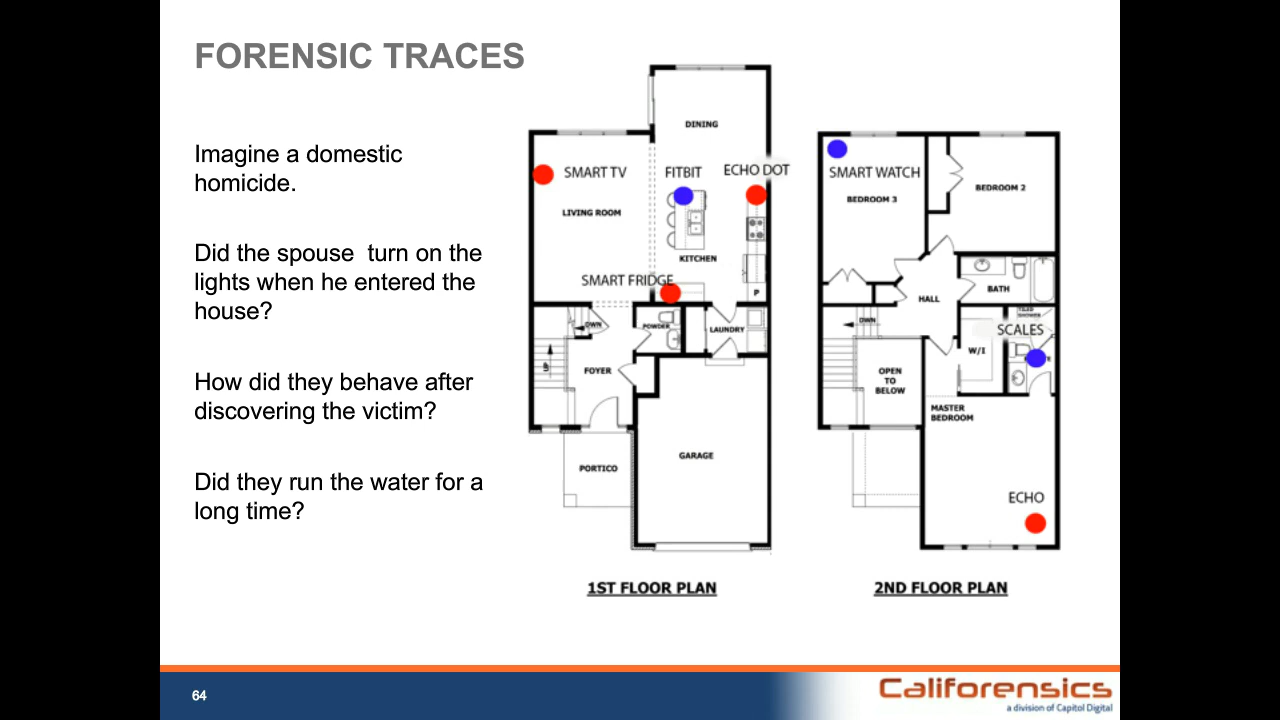 FORENSIC TRACES
Imagine a domestic
homicide.
Did the spouse  turn on the
lights when he entered the
house?
How did they behave after
discovering the victim?
Did they run the water for a
long time?
DINING
SMART TV
FITBIT
ECHO DOT
LIVING ROOM
KITCHEN
SMART FRIDGE
P
DWN
POWDER
LAUNDRY
UP
FOYER
GARAGE
PORTICO
1ST FLOOR PLAN
SMART WATCH
BEDROOM 3
BEDROOM 2
BATH
HALL
TILED
SHOWER
DWN
SCALES
W/I
OPEN
TO
BELOW
MASTER
BEDROOM
ECHO
2ND FLOOR PLAN
64
Califorensics
a division of Capitol Digital